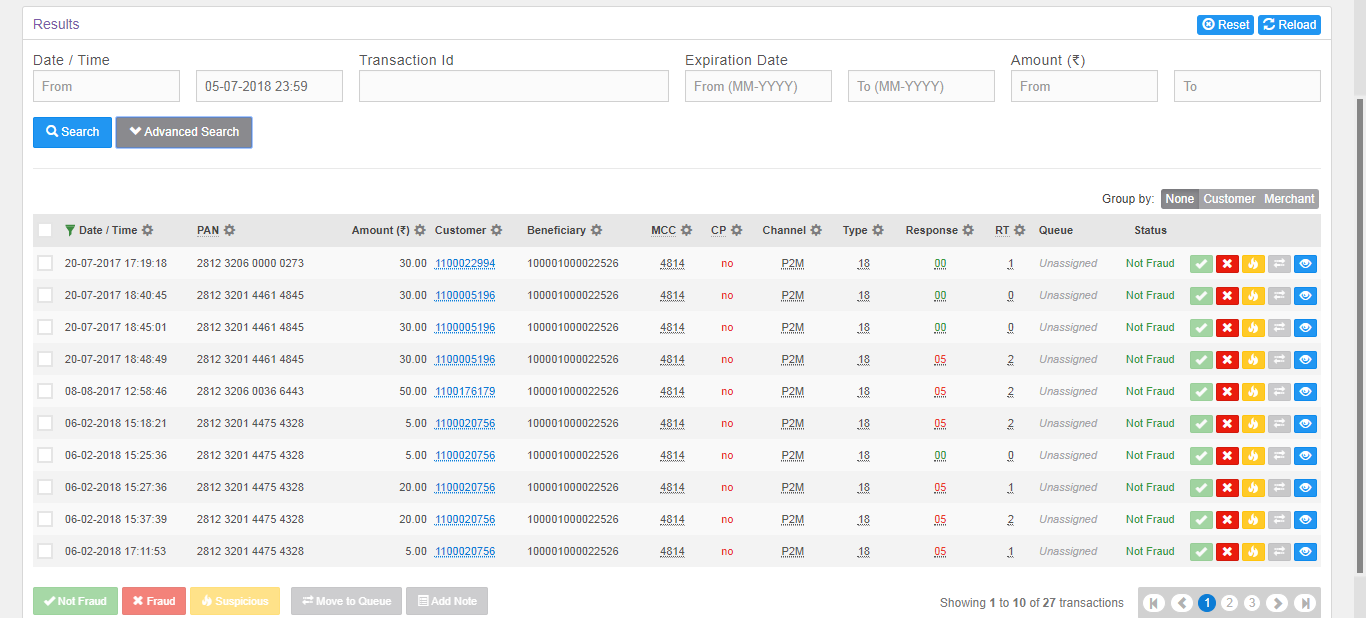 Results Reset Reload
Date / Time Transaction Id Expiration Date Amount (₹)
From 05-07-2018 23:59 From (MM-YYYY) To (MM-YYYY) From To
Search Advanced Search
Group by: None Customer Merchant
Date / Time PAN Amount (₹) Customer Beneficiary MCC CP Channel Type Response RT Queue Status
20-07-2017 17:19:18 2812 3206 0000 0273 30.00 1100022994 100001000022526 4814 no P2M 18 00 1 Unassigned Not Fraud
20-07-2017 18:40:45 2812 3201 4461 4845 30.00 1100005196 100001000022526 4814 no P2M 18 00 0 Unassigned Not Fraud
20-07-2017 18:45:01 2812 3201 4461 4845 30.00 1100005196 100001000022526 4814 no P2M 18 00 0 Unassigned Not Fraud
20-07-2017 18:48:49 2812 3201 4461 4845 30.00 1100005196 100001000022526 4814 no P2M 18 05 2 Unassigned Not Fraud
08-08-2017 12:58:46 2812 3206 0036 6443 50.00 1100176179 100001000022526 4814 no P2M 18 05 2 Unassigned Not Fraud
06-02-2018 15:18:21 2812 3201 4475 4328 5.00 1100020756 100001000022526 4814 no P2M 18 05 2 Unassigned Not Fraud
06-02-2018 15:25:36 2812 3201 4475 4328 5.00 1100020756 100001000022526 4814 no P2M 18 00 0 Unassigned Not Fraud
06-02-2018 15:27:36 2812 3201 4475 4328 20.00 1100020756 100001000022526 4814 no P2M 18 05 1 Unassigned Not Fraud
06-02-2018 15:37:39 2812 3201 4475 4328 20.00 1100020756 100001000022526 4814 no P2M 18 05 2 Unassigned Not Fraud
06-02-2018 17:11:53 2812 3201 4475 4328 5.00 1100020756 100001000022526 4814 no P2M 18 05 1 Unassigned Not Fraud
Not Fraud Fraud Suspicious Move to Queue Add Note Showing 1 to 10 of 27 transactions 1 2 3